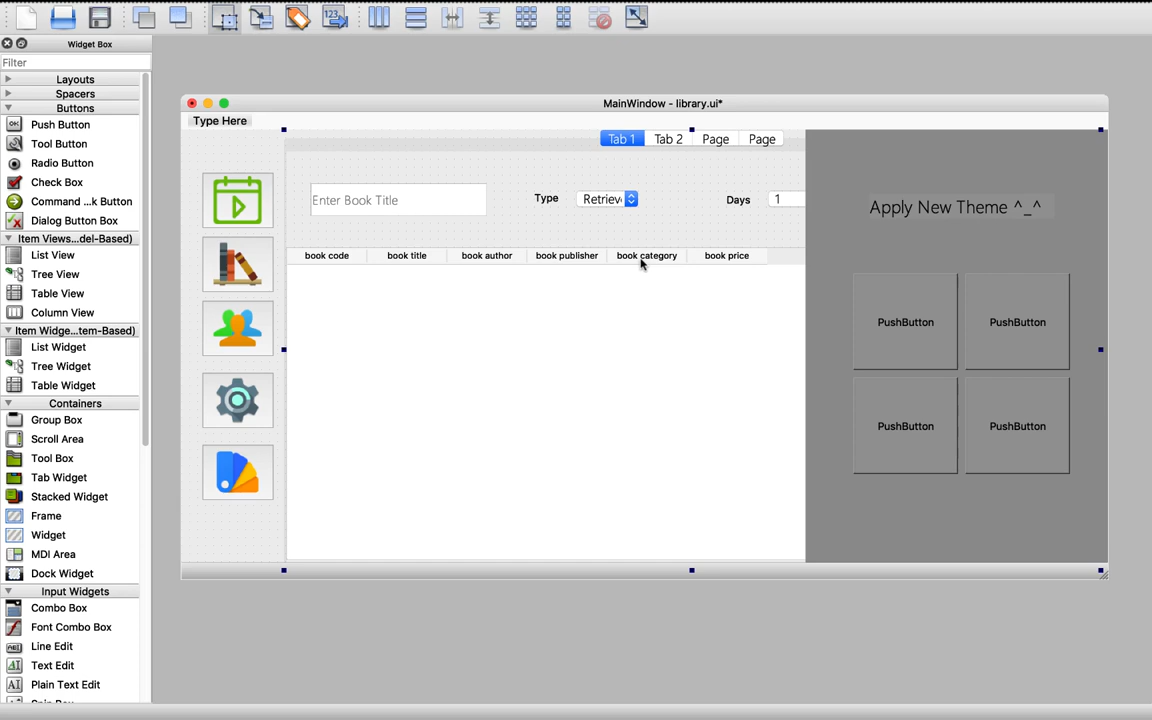 123
Widget Box
Filter
Layouts
Spacers
Buttons
OK
Push Button
Tool Button
Radio Button
Check Box
Command ...k Button
Dialog Button Box
Item Views...del-Based)
List View
Tree View
Table View
Column View
Item Widge...tem-Based)
List Widget
Tree Widget
Table Widget
Containers
Group Box
Scroll Area
Tool Box
Tab Widget
Stacked Widget
Frame
Widget
MDI Area
Dock Widget
Input Widgets
Combo Box
Font Combo Box
Line Edit
Text Edit
Plain Text Edit
MainWindow - library.ui*
Type Here
Tab 1 Tab 2 Page Page
Enter Book Title Type Retriev Days 1
book code book title book author book publisher book category book price
Apply New Theme ^_^
PushButton PushButton
PushButton PushButton